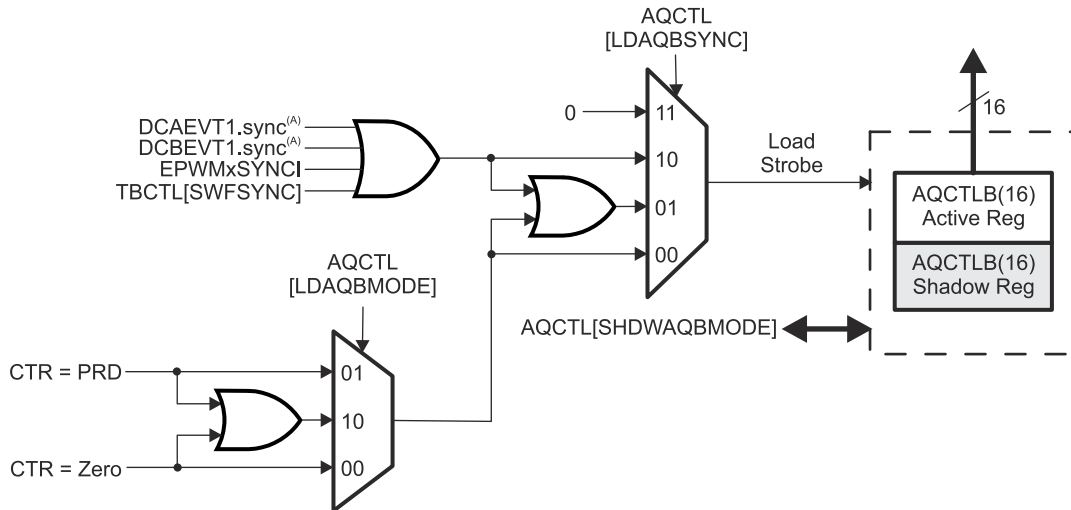 AQCTL
[LDAQBSYNC]
0
11
16
DCAEVT1.sync(A)
DCBEVT1.sync(A)
EPWMxSYNCI
TBCTL[SWFSYNC]
10
Load
Strobe
01
AQCTLB(16)
Active Reg
00
AQCTLB(16)
Shadow Reg
AQCTL
[LDAQBMODE]
AQCTL[SHDWAQBMODE]
CTR = PRD
01
10
CTR = Zero
00